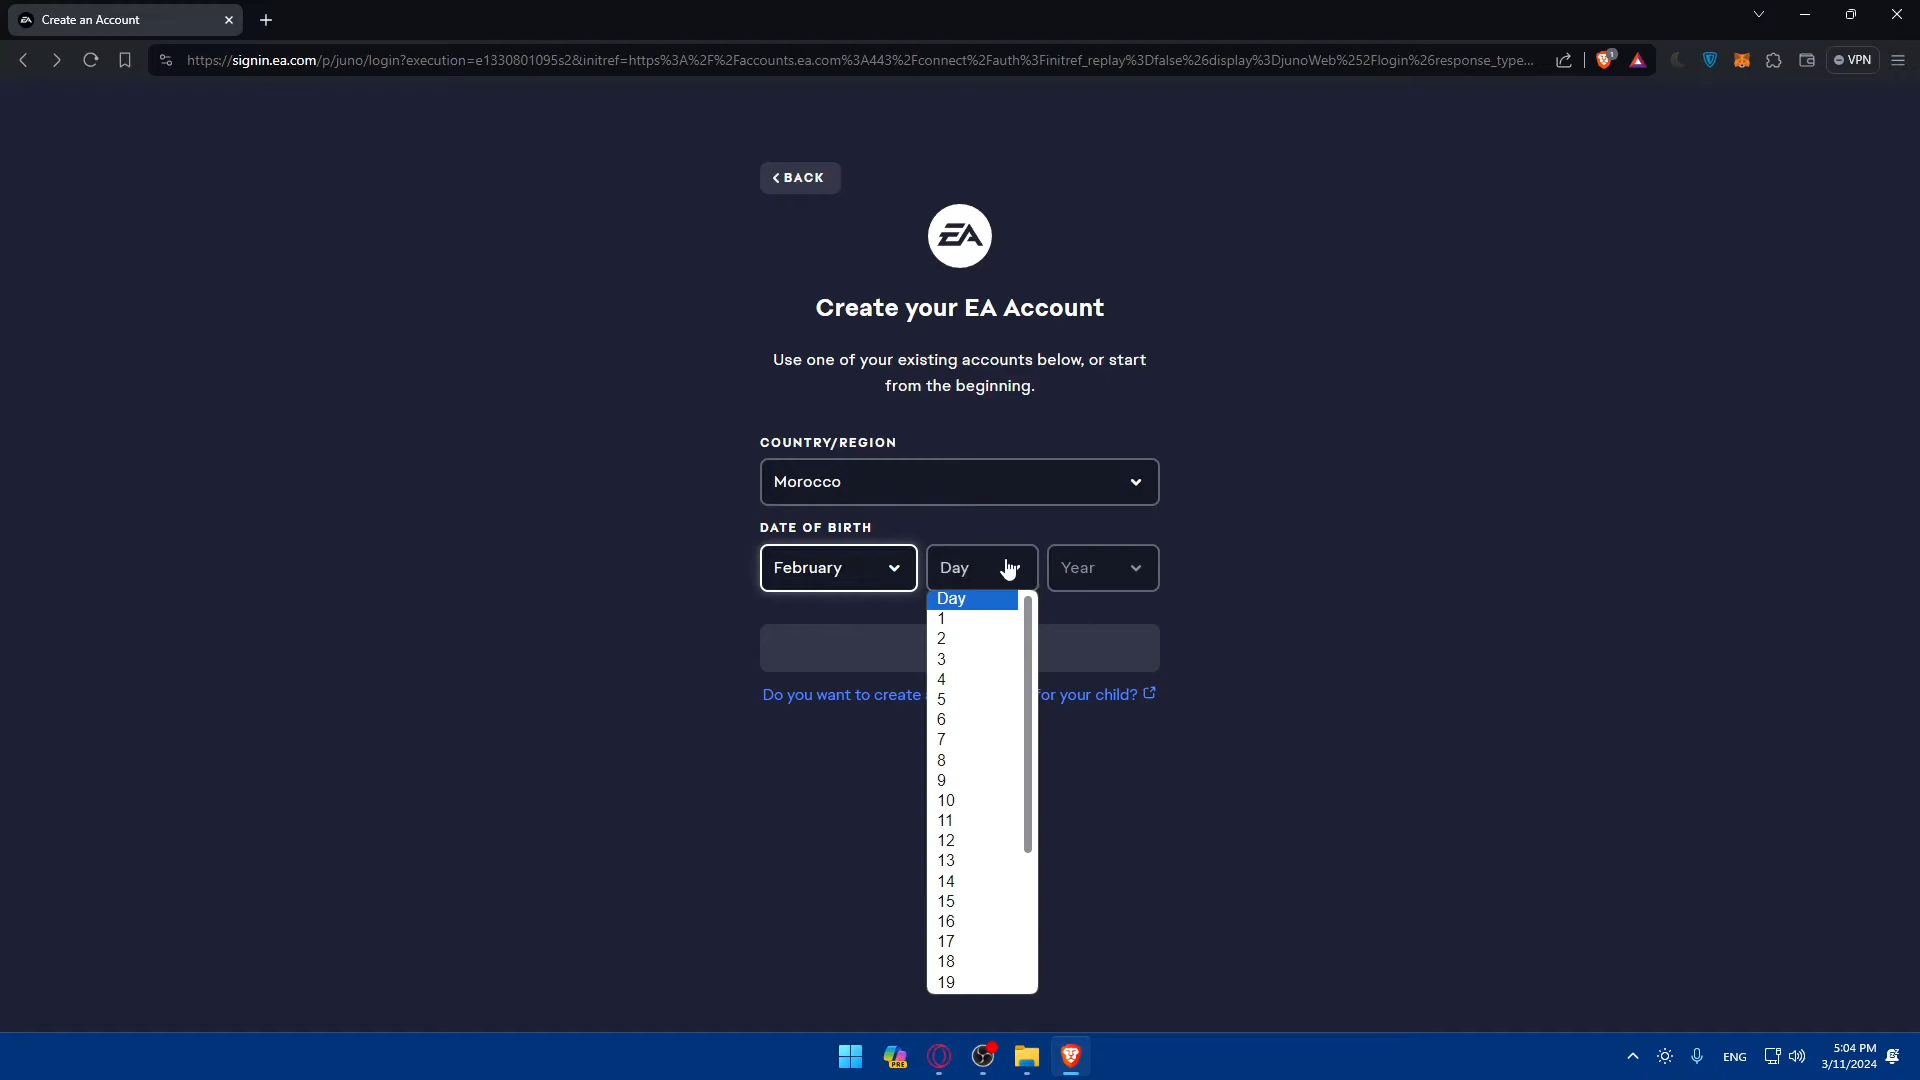 Create an Account
https://signin.ea.com/p/juno/login?execution=e1330801095s2&initref=https%3A%2F%2Faccounts.ea.com%3A443%2Fconnect%2Fauth%3Finitref_replay%3Dfalse%26display%3DjunoWeb%252Flogin%26response_type...
1
VPN
BACK
EA
Create your EA Account
Use one of your existing accounts below, or start
from the beginning.
COUNTRY/REGION
Morocco
DATE OF BIRTH
February
Day
Year
Day
1
2
3
4
5
6
7
8
9
10
11
12
13
14
15
16
17
18
19
Do you want to create
for your child?
PRE
ENG
5:04 PM
3/11/2024